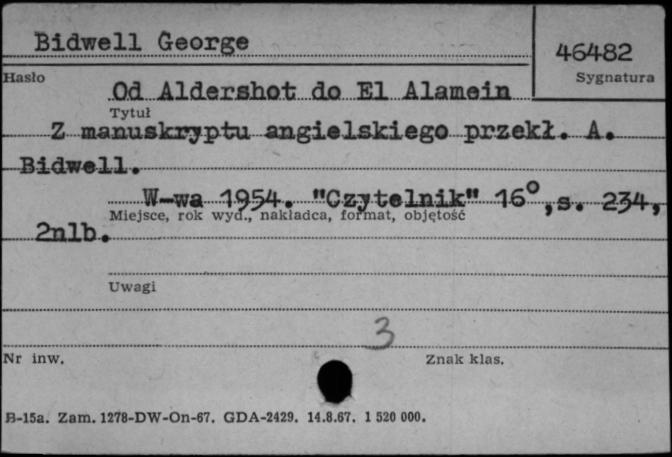 Bidwell George
46482
Hasło
Sygnatura
Od Aldershot do El Alamein
Tytuł
Z manuskryptu angielskiego przekł. A.
Bidwell.
W-wa 1954. "Czytelnik" 16°, s. 234,
Miejsce, rok wyd., nakładca, format, objętość
2nlb.
Uwagi
3
Nr inw.
Znak klas.
B-15a. Zam. 1278-DW-On-67. GDA-2429. 14.8.67. 1 520 000.